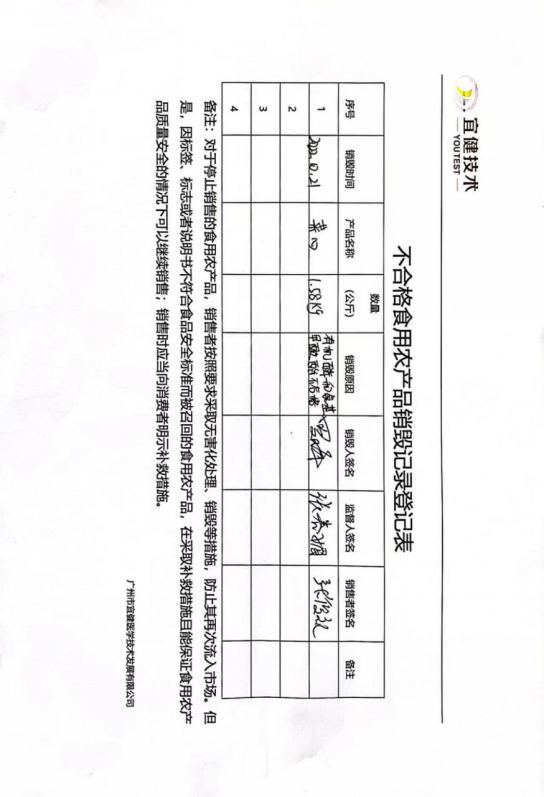 宜健技术
YOUTEST
不合格食用农产品销毁记录登记表
序号 销毁时间 产品名称 数量（公斤） 销毁原因 销毁人签名 监督人签名 销售者签名 备注
1 菜心 1.58kg
2
3
4
备注：对于停止销售的食用农产品，销售者按照要求采取无害化处理、销毁等措施，防止其再次流入市场。但
是，因标签、标志或者说明书不符合食品安全标准而被召回的食用农产品，在采取补救措施且能保证食用农产
品质量安全的情况下可以继续销售；销售时应当向消费者明示补救措施。
广州市宜健医学技术发展有限公司